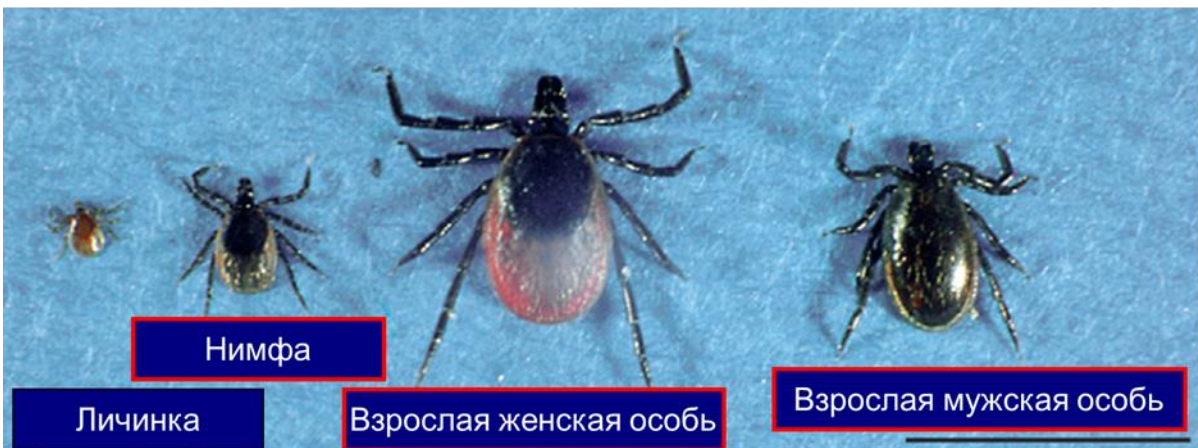 Нимфа
Личинка
Взрослая женская особь
Взрослая мужская особь